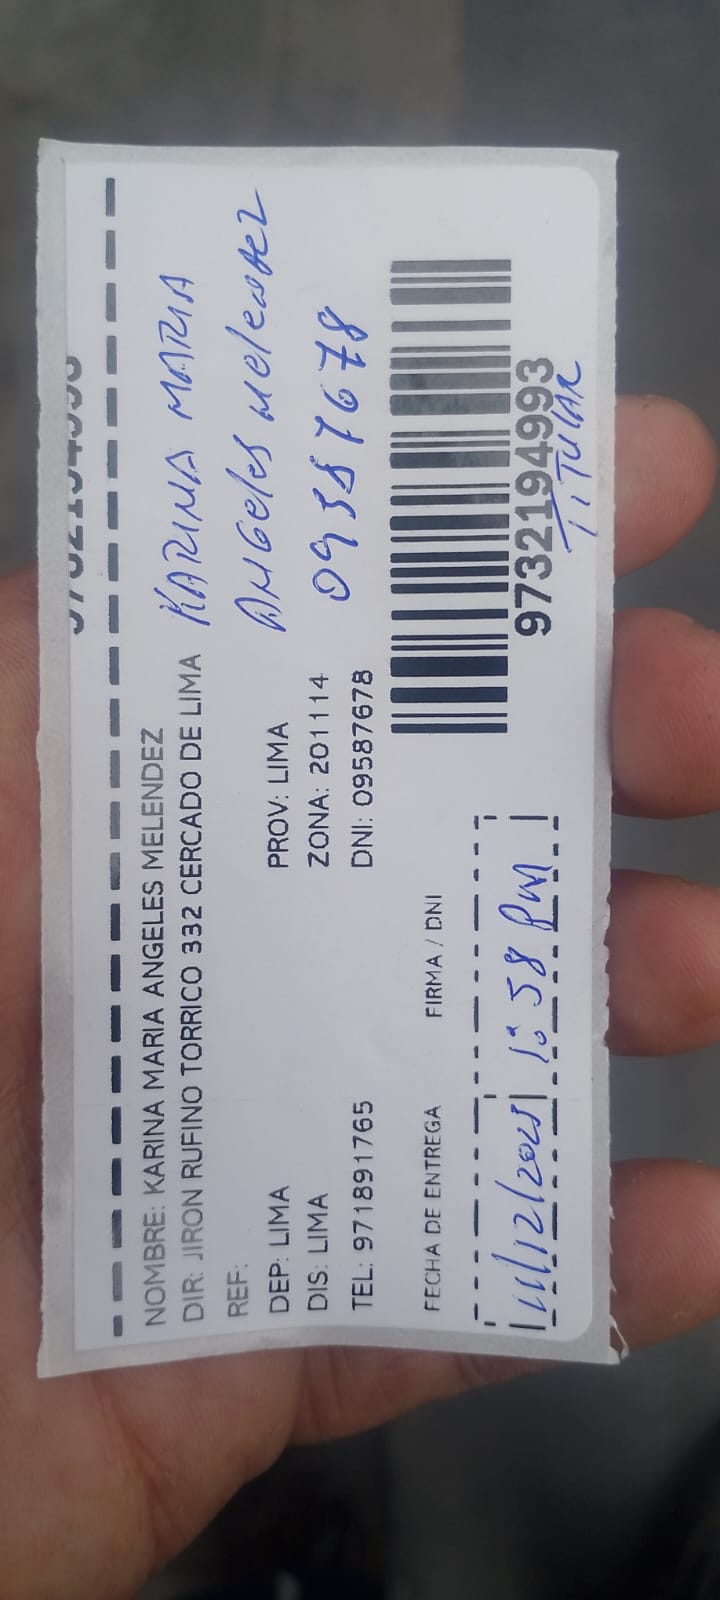 NOMBRE: KARINA MARIA ANGELES MELENDEZ
DIR: JIRON RUFINO TORRICO 332 CERCADO DE LIMA
REF:
DEP: LIMA PROV: LIMA
DIS: LIMA ZONA: 201114
TEL: 971891765 DNI: 09587678
KARINA MARIA
ANGELES MELENDEZ
09587678
FECHA DE ENTREGA FIRMA / DNI
11/12/2025 1:58 PM
9732194993
TITULAR